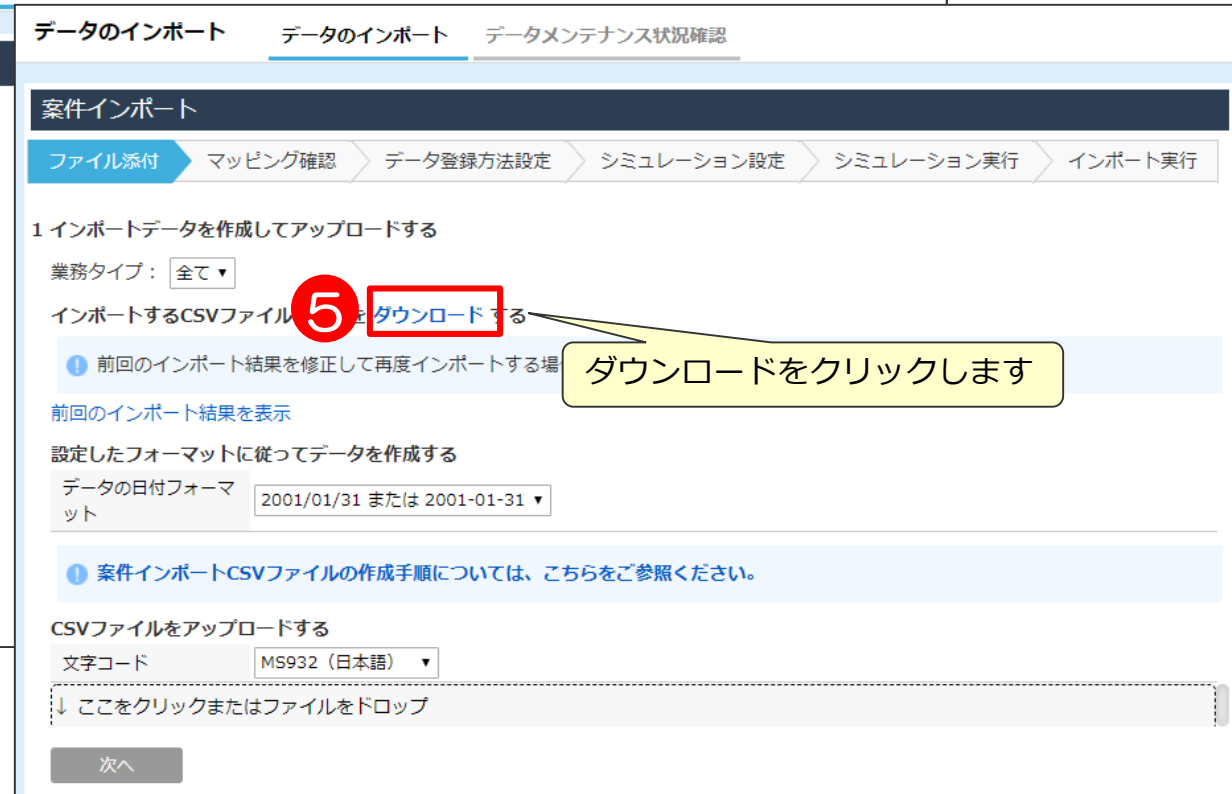 データのインポート データのインポート データメンテナンス状況確認
案件インポート
ファイル添付 マッピング確認 データ登録方法設定 シミュレーション設定 シミュレーション実行 インポート実行
1 インポートデータを作成してアップロードする
業務タイプ： 全て ▼
インポートするCSVファイル 5 を ダウンロード する
ダウンロードをクリックします
! 前回のインポート結果を修正して再度インポートする場
前回のインポート結果を表示
設定したフォーマットに従ってデータを作成する
データの日付フォーマ
ット
2001/01/31 または 2001-01-31 ▼
! 案件インポートCSVファイルの作成手順については、こちらをご参照ください。
CSVファイルをアップロードする
文字コード MS932（日本語） ▼
↓ ここをクリックまたはファイルをドロップ
次へ